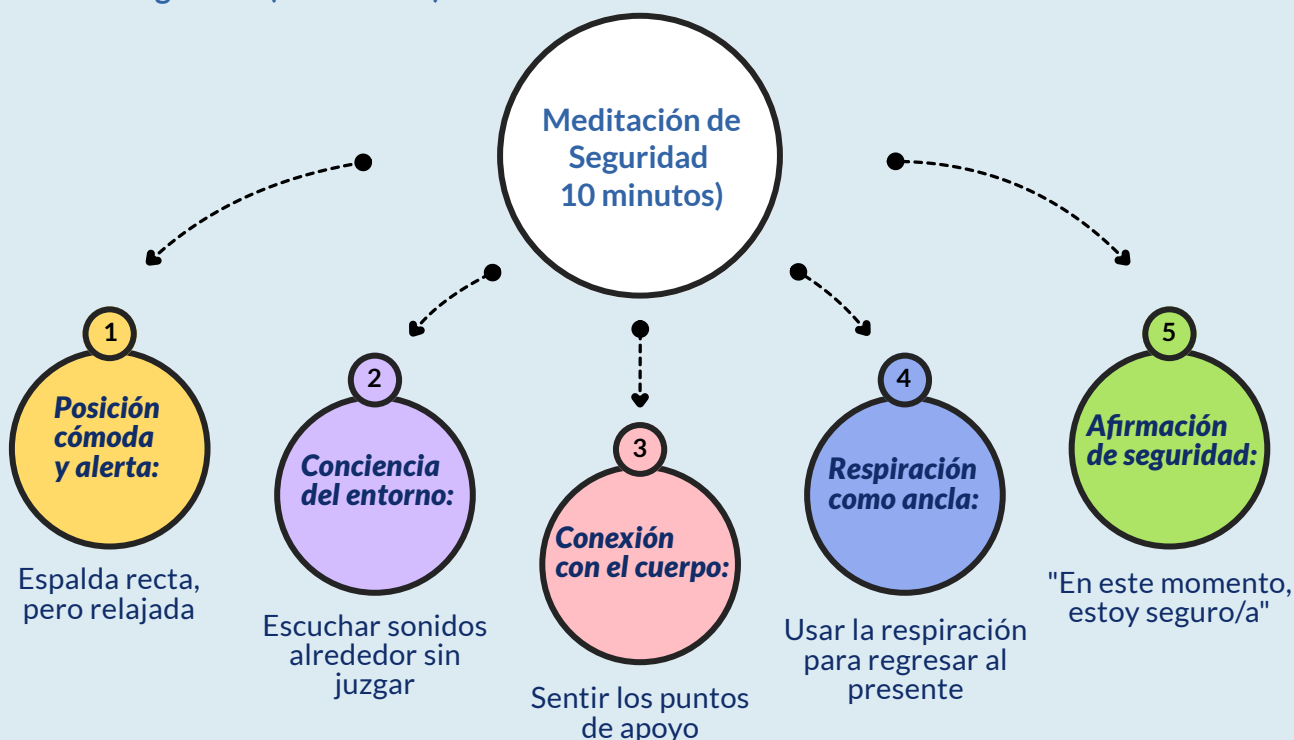 Meditación de
Seguridad
10 minutos)
1
Posición
cómoda
y alerta:
Espalda recta,
pero relajada
2
Conciencia
del entorno:
Escuchar sonidos
alrededor sin
juzgar
3
Conexión
con el cuerpo:
Sentir los puntos
de apoyo
4
Respiración
como ancla:
Usar la respiración
para regresar al
presente
5
Afirmación
de seguridad:
"En este momento,
estoy seguro/a"